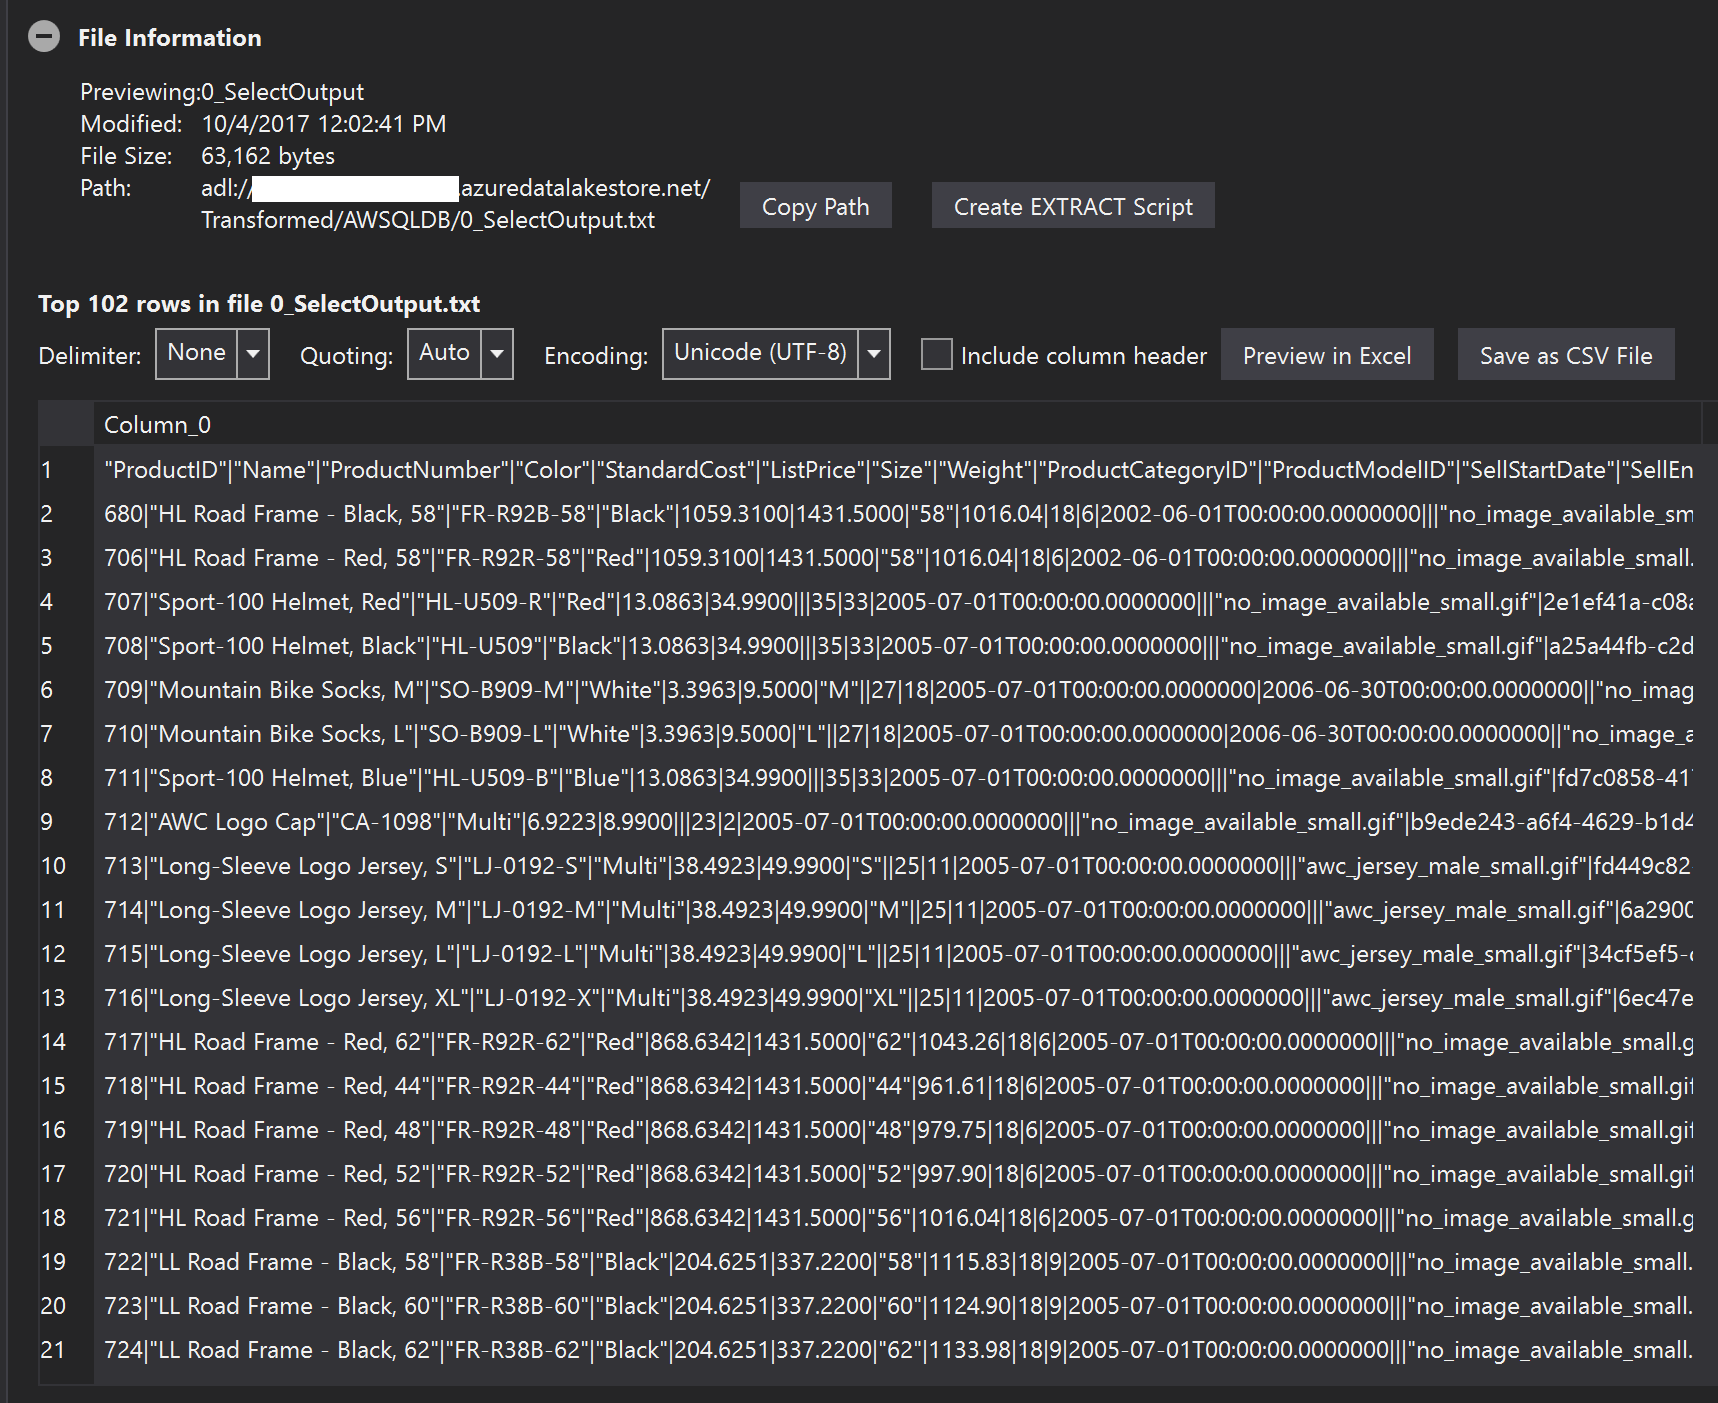 File Information
Previewing:0_SelectOutput
Modified: 10/4/2017 12:02:41 PM
File Size: 63,162 bytes
Path: adl:// .azuredatalakestore.net/
Transformed/AWSQLDB/0_SelectOutput.txt
Copy Path
Create EXTRACT Script
Top 102 rows in file 0_SelectOutput.txt
Delimiter: None Quoting: Auto Encoding: Unicode (UTF-8) Include column header Preview in Excel Save as CSV File
Column_0
1 "ProductID"|"Name"|"ProductNumber"|"Color"|"StandardCost"|"ListPrice"|"Size"|"Weight"|"ProductCategoryID"|"ProductModelID"|"SellStartDate"|"SellEn
2 680|"HL Road Frame - Black, 58"|"FR-R92B-58"|"Black"|1059.3100|1431.5000|"58"|1016.04|18|6|2002-06-01T00:00:00.0000000|||"no_image_available_sm
3 706|"HL Road Frame - Red, 58"|"FR-R92R-58"|"Red"|1059.3100|1431.5000|"58"|1016.04|18|6|2002-06-01T00:00:00.0000000|||"no_image_available_small.
4 707|"Sport-100 Helmet, Red"|"HL-U509-R"|"Red"|13.0863|34.9900|||35|33|2005-07-01T00:00:00.0000000|||"no_image_available_small.gif"|2e1ef41a-c08a
5 708|"Sport-100 Helmet, Black"|"HL-U509"|"Black"|13.0863|34.9900|||35|33|2005-07-01T00:00:00.0000000|||"no_image_available_small.gif"|a25a44fb-c2d
6 709|"Mountain Bike Socks, M"|"SO-B909-M"|"White"|3.3963|9.5000|"M"||27|18|2005-07-01T00:00:00.0000000|2006-06-30T00:00:00.0000000||"no_imag
7 710|"Mountain Bike Socks, L"|"SO-B909-L"|"White"|3.3963|9.5000|"L"||27|18|2005-07-01T00:00:00.0000000|2006-06-30T00:00:00.0000000||"no_image_a
8 711|"Sport-100 Helmet, Blue"|"HL-U509-B"|"Blue"|13.0863|34.9900|||35|33|2005-07-01T00:00:00.0000000|||"no_image_available_small.gif"|fd7c0858-417
9 712|"AWC Logo Cap"|"CA-1098"|"Multi"|6.9223|8.9900|||23|2|2005-07-01T00:00:00.0000000|||"no_image_available_small.gif"|b9ede243-a6f4-4629-b1d4
10 713|"Long-Sleeve Logo Jersey, S"|"LJ-0192-S"|"Multi"|38.4923|49.9900|"S"||25|11|2005-07-01T00:00:00.0000000|||"awc_jersey_male_small.gif"|fd449c82
11 714|"Long-Sleeve Logo Jersey, M"|"LJ-0192-M"|"Multi"|38.4923|49.9900|"M"||25|11|2005-07-01T00:00:00.0000000|||"awc_jersey_male_small.gif"|6a2900
12 715|"Long-Sleeve Logo Jersey, L"|"LJ-0192-L"|"Multi"|38.4923|49.9900|"L"||25|11|2005-07-01T00:00:00.0000000|||"awc_jersey_male_small.gif"|34cf5ef5-
13 716|"Long-Sleeve Logo Jersey, XL"|"LJ-0192-X"|"Multi"|38.4923|49.9900|"XL"||25|11|2005-07-01T00:00:00.0000000|||"awc_jersey_male_small.gif"|6ec47e
14 717|"HL Road Frame - Red, 62"|"FR-R92R-62"|"Red"|868.6342|1431.5000|"62"|1043.26|18|6|2005-07-01T00:00:00.0000000|||"no_image_available_small.g
15 718|"HL Road Frame - Red, 44"|"FR-R92R-44"|"Red"|868.6342|1431.5000|"44"|961.61|18|6|2005-07-01T00:00:00.0000000|||"no_image_available_small.gif
16 719|"HL Road Frame - Red, 48"|"FR-R92R-48"|"Red"|868.6342|1431.5000|"48"|979.75|18|6|2005-07-01T00:00:00.0000000|||"no_image_available_small.gif
17 720|"HL Road Frame - Red, 52"|"FR-R92R-52"|"Red"|868.6342|1431.5000|"52"|997.90|18|6|2005-07-01T00:00:00.0000000|||"no_image_available_small.gif
18 721|"HL Road Frame - Red, 56"|"FR-R92R-56"|"Red"|868.6342|1431.5000|"56"|1016.04|18|6|2005-07-01T00:00:00.0000000|||"no_image_available_small.g
19 722|"LL Road Frame - Black, 58"|"FR-R38B-58"|"Black"|204.6251|337.2200|"58"|1115.83|18|9|2005-07-01T00:00:00.0000000|||"no_image_available_small.
20 723|"LL Road Frame - Black, 60"|"FR-R38B-60"|"Black"|204.6251|337.2200|"60"|1124.90|18|9|2005-07-01T00:00:00.0000000|||"no_image_available_small.
21 724|"LL Road Frame - Black, 62"|"FR-R38B-62"|"Black"|204.6251|337.2200|"62"|1133.98|18|9|2005-07-01T00:00:00.0000000|||"no_image_available_small.